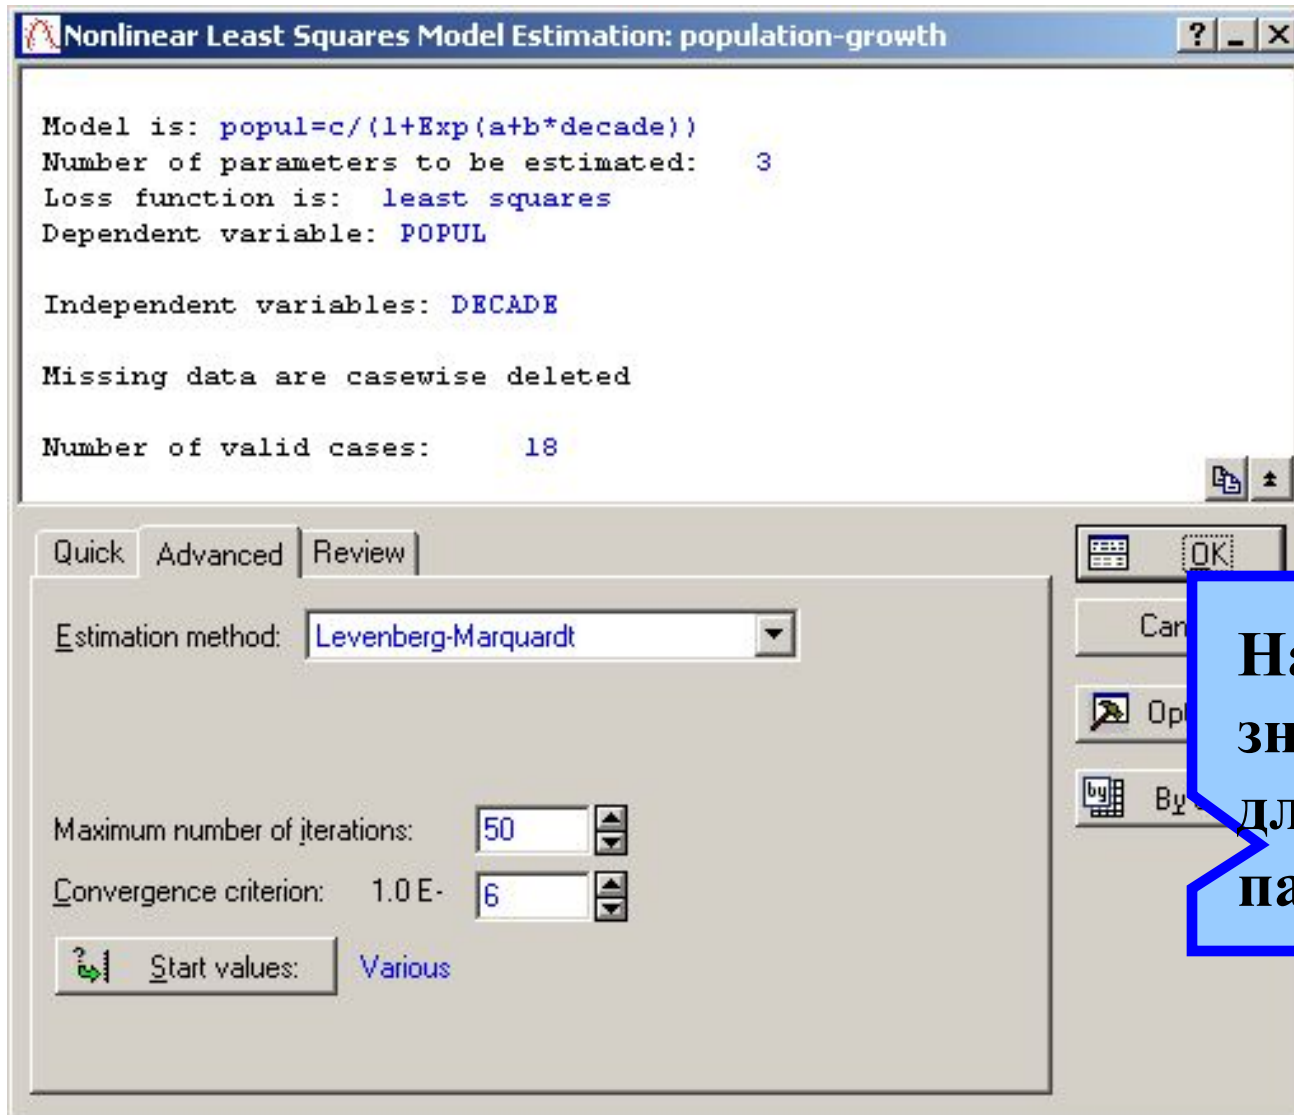 Nonlinear Least Squares Model Estimation: population-growth
Model is: popul=c/(1+Exp(a+b*decade))
Number of parameters to be estimated: 3
Loss function is: least squares
Dependent variable: POPUL
Independent variables: DECADE
Missing data are casewise deleted
Number of valid cases: 18
Quick Advanced Review
OK
Estimation method: Levenberg-Marquardt
Maximum number of iterations: 50
Convergence criterion: 1.0 E- 6
Start values: Various